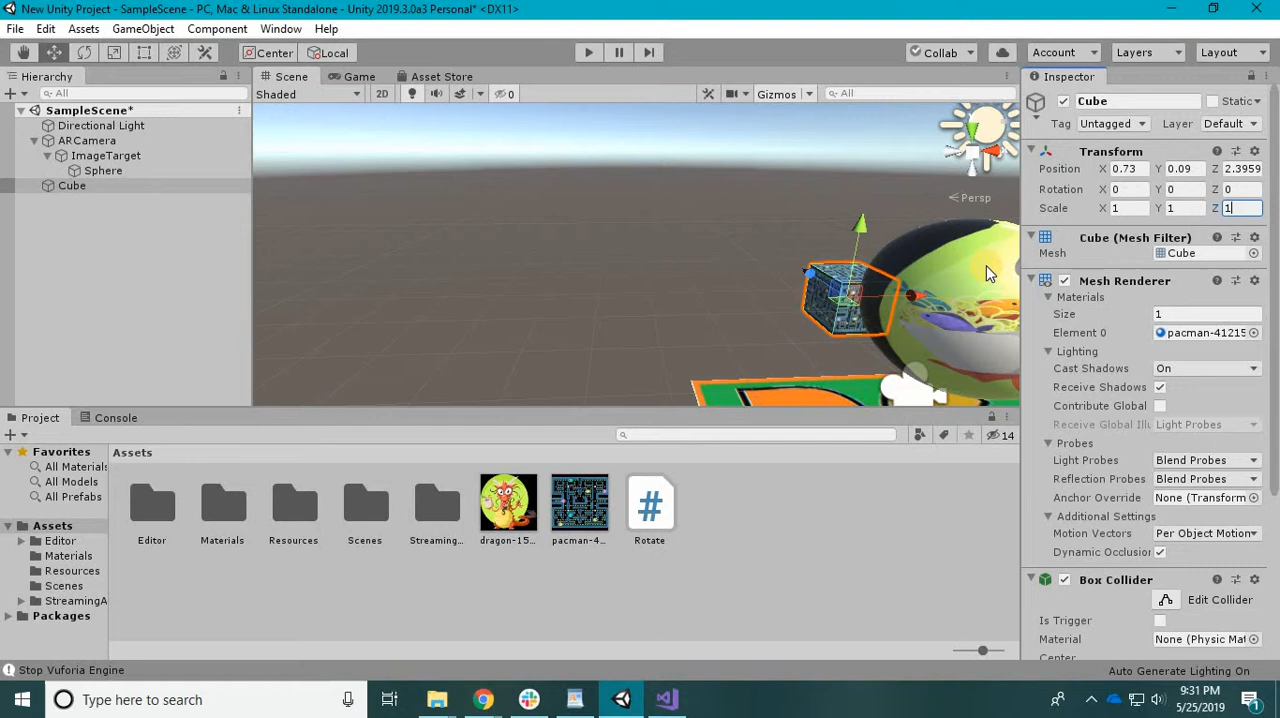 New Unity Project - SampleScene - PC, Mac & Linux Standalone - Unity 2019.3.0a3 Personal* <DX11>
File Edit Assets GameObject Component Window Help
Center Local Collab Account Layers Layout
Hierarchy Scene Game Asset Store Inspector
All Shaded 2D 0 Gizmos All
Cube Static
SampleScene*
Directional Light
ARCamera
ImageTarget
Sphere
Cube
Persp
Tag Untagged Layer Default
Transform
Position X 0.73 Y 0.09 Z 2.3959
Rotation X 0 Y 0 Z 0
Scale X 1 Y 1 Z 1
Cube (Mesh Filter)
Mesh Cube
Mesh Renderer
Materials
Size 1
Element 0 pacman-41215
Lighting
Cast Shadows On
Receive Shadows
Contribute Global
Receive Global Illu Light Probes
Probes
Light Probes Blend Probes
Reflection Probes Blend Probes
Anchor Override None (Transform
Additional Settings
Motion Vectors Per Object Motion
Dynamic Occlusion
Box Collider
Edit Collider
Is Trigger
Material None (Physic Mat
Project Console
14
Favorites
All Materials
All Models
All Prefabs
Assets
Editor
Materials
Resources
Scenes
StreamingA
Packages
Assets
Editor Materials Resources Scenes Streaming... dragon-15... pacman-4... Rotate
Stop Vuforia Engine
Auto Generate Lighting On
Type here to search
9:31 PM
5/25/2019